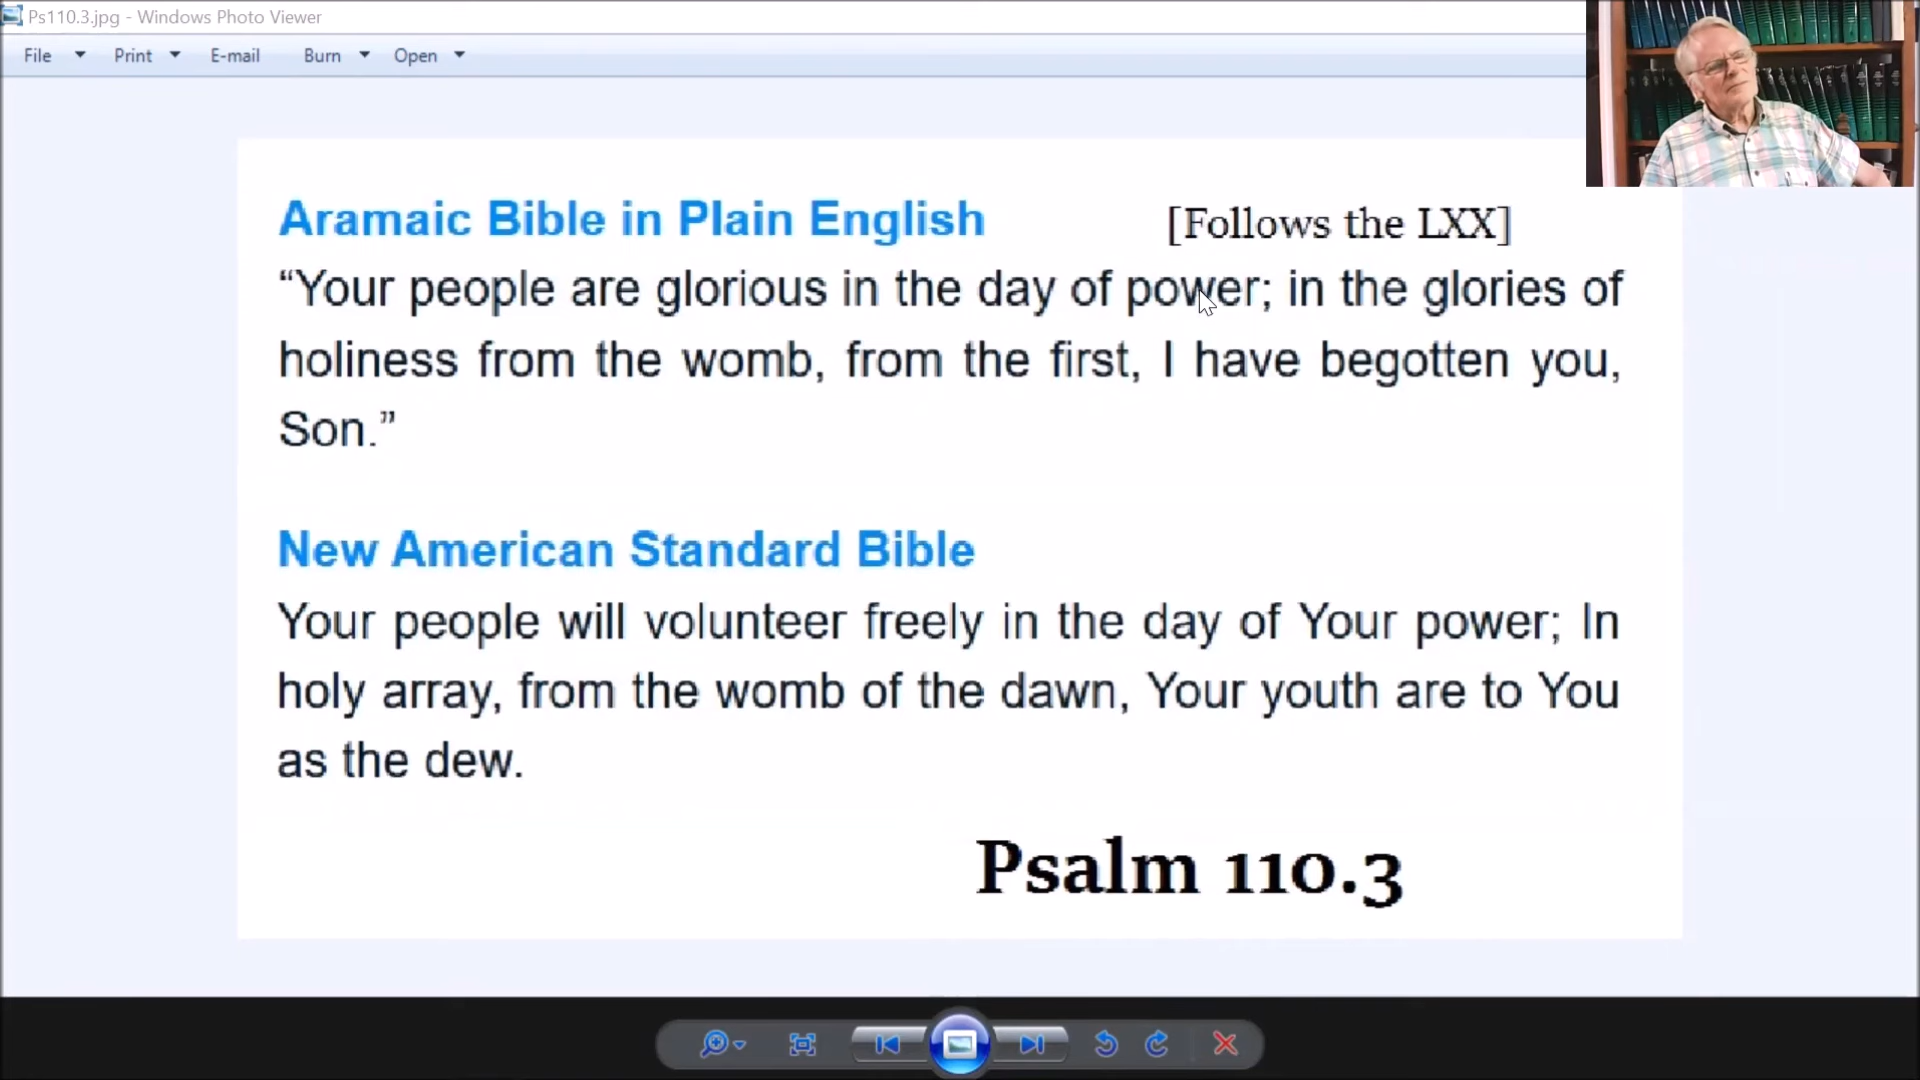 Ps110.3.jpg - Windows Photo Viewer
File Print E-mail Burn Open
Aramaic Bible in Plain English [Follows the LXX]
“Your people are glorious in the day of power; in the glories of
holiness from the womb, from the first, I have begotten you,
Son.”
New American Standard Bible
Your people will volunteer freely in the day of Your power; In
holy array, from the womb of the dawn, Your youth are to You
as the dew.
Psalm 110.3